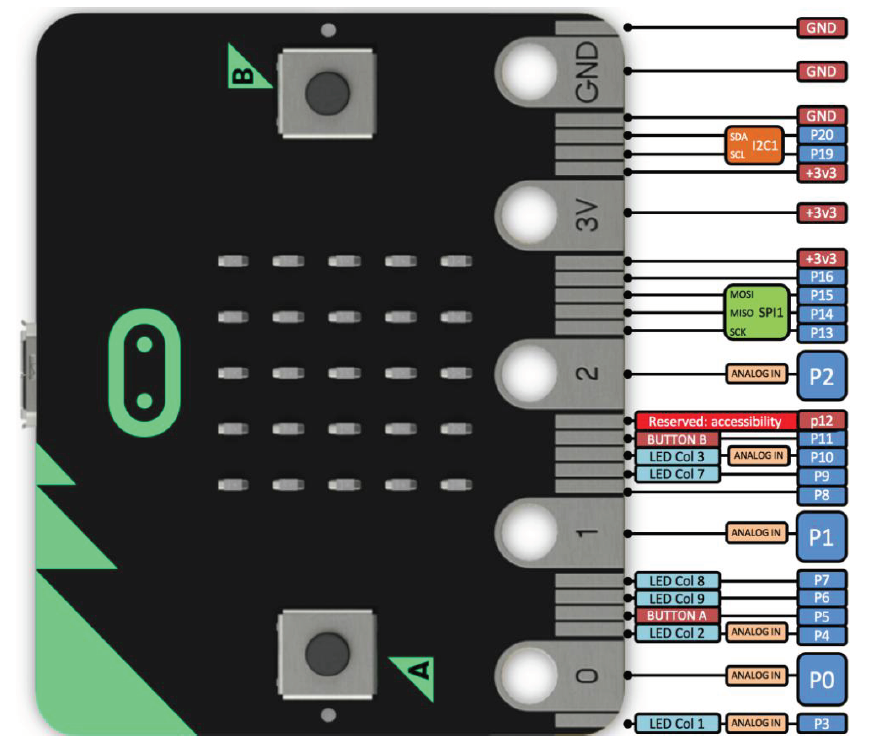 GND
B
GND
GND
GND
SDA I2C1 P20
SCL P19
+3v3
3V +3v3
+3v3
P16
MOSI P15
MISO SPI1 P14
SCK P13
2 ANALOG IN P2
Reserved: accessibility p12
BUTTON B P11
LED Col 3 ANALOG IN P10
LED Col 7 P9
P8
1 ANALOG IN P1
LED Col 8 P7
LED Col 9 P6
BUTTON A P5
LED Col 2 ANALOG IN P4
A
0 ANALOG IN P0
LED Col 1 ANALOG IN P3